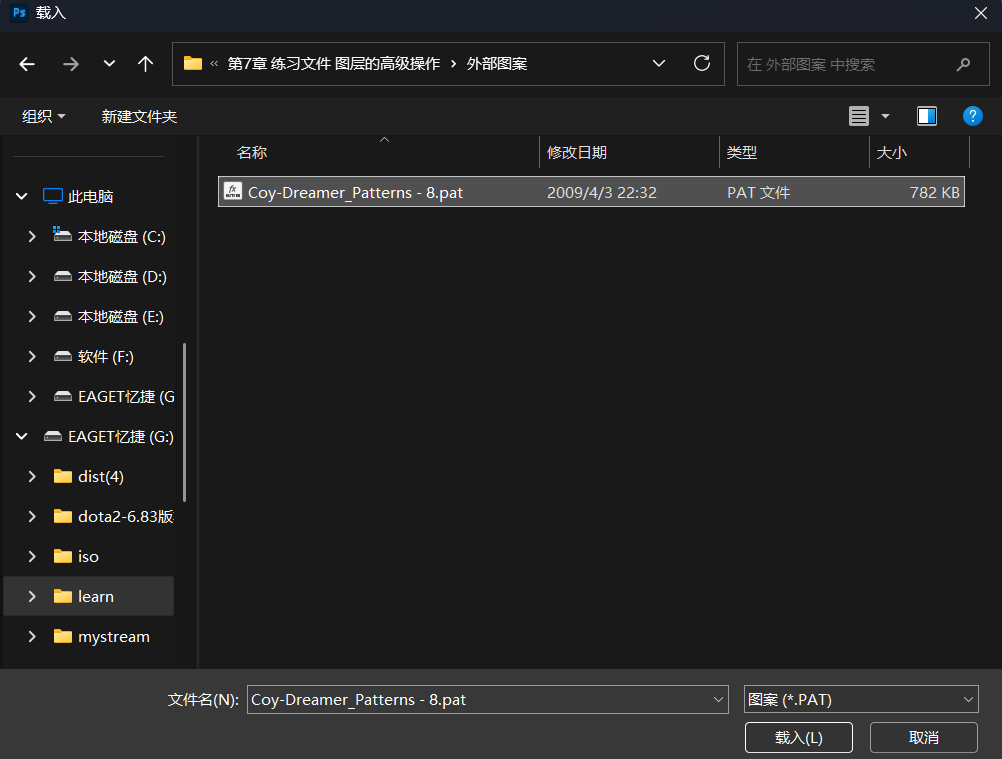 Ps 载入
« 第7章 练习文件 图层的高级操作 › 外部图案
在 外部图案 中搜索
组织 新建文件夹
?
名称 修改日期 类型 大小
Coy-Dreamer_Patterns - 8.pat 2009/4/3 22:32 PAT 文件 782 KB
此电脑
本地磁盘 (C:)
本地磁盘 (D:)
本地磁盘 (E:)
软件 (F:)
EAGET忆捷 (G
EAGET忆捷 (G:)
dist(4)
dota2-6.83版
iso
learn
mystream
文件名(N): Coy-Dreamer_Patterns - 8.pat 图案 (*.PAT)
载入(L) 取消